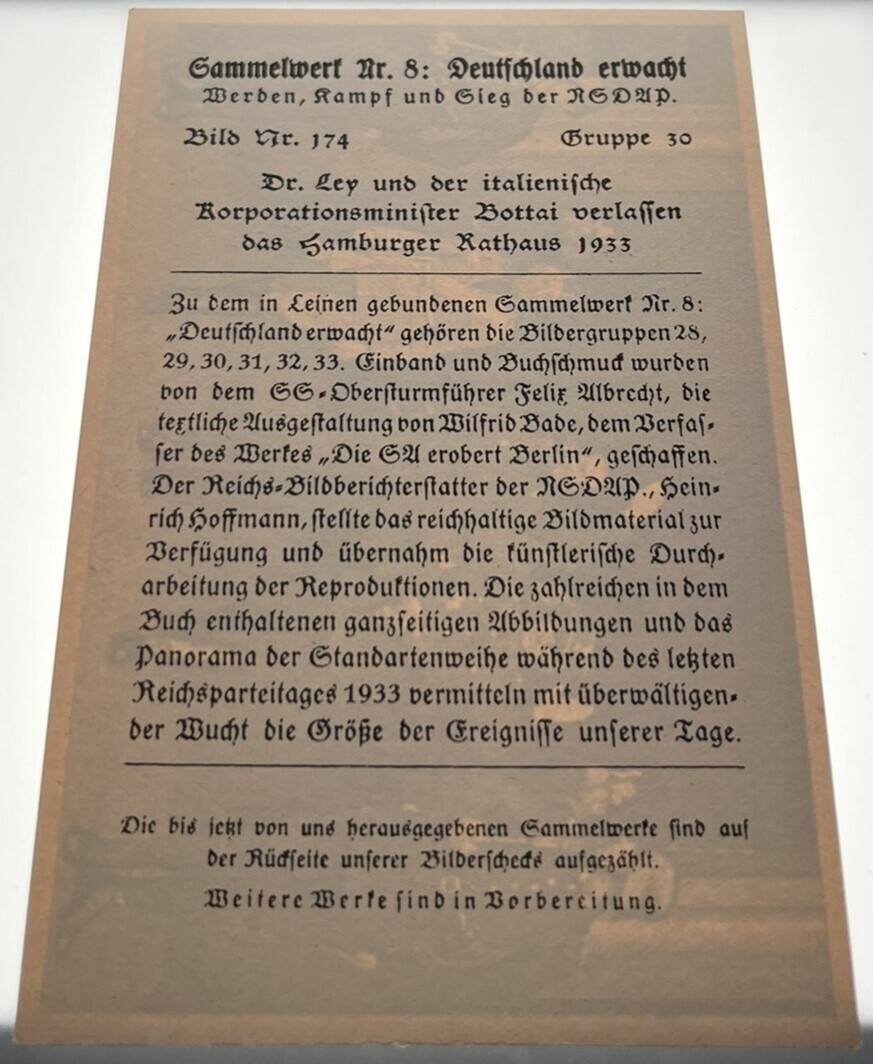 Sammelwerk Nr. 8: Deutschland erwacht
Werden, Kampf und Sieg der NSDAP.
Bild Nr. 174 Gruppe 30
Dr. Ley und der italienische
Korporationsminister Bottai verlassen
das Hamburger Rathaus 1933
Zu dem in Leinen gebundenen Sammelwerk Nr. 8:
„Deutschland erwacht“ gehören die Bildergruppen 28,
29, 30, 31, 32, 33. Einband und Buchschmuck wurden
von dem SS-Obersturmführer Felix Albrecht, die
textliche Ausgestaltung von Wilfrid Bade, dem Verfas-
ser des Werkes „Die SA erobert Berlin“, geschaffen.
Der Reichs-Bildberichterstatter der NSDAP., Hein-
rich Hoffmann, stellte das reichhaltige Bildmaterial zur
Verfügung und übernahm die künstlerische Durch-
arbeitung der Reproduktionen. Die zahlreichen in dem
Buch enthaltenen ganzseitigen Abbildungen und das
Panorama der Standartenweihe während des letzten
Reichsparteitages 1933 vermitteln mit überwältigen-
der Wucht die Größe der Ereignisse unserer Tage.
Die bis jetzt von uns herausgegebenen Sammelwerke sind auf
der Rückseite unserer Bilderschecks aufgezählt.
Weitere Werke sind in Vorbereitung.